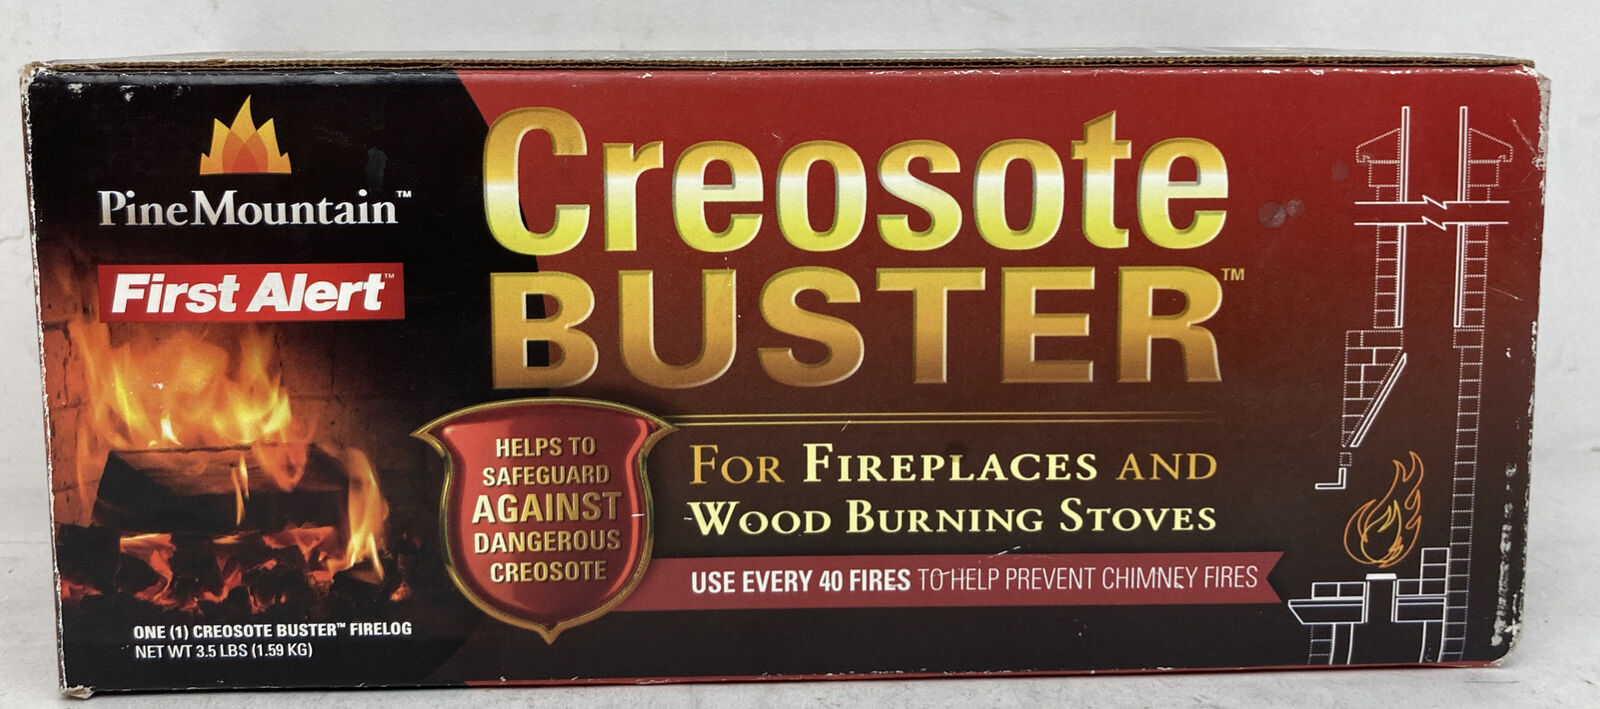 PineMountain™
First Alert™
Creosote
BUSTER™
HELPS TO
SAFEGUARD
AGAINST
DANGEROUS
CREOSOTE
FOR FIREPLACES AND
WOOD BURNING STOVES
USE EVERY 40 FIRES TO HELP PREVENT CHIMNEY FIRES
ONE (1) CREOSOTE BUSTER™ FIRELOG
NET WT 3.5 LBS (1.59 KG)